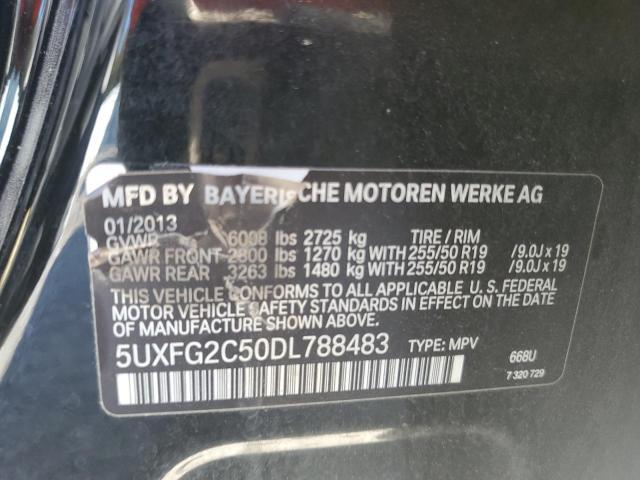 MFD BY BAYERISCHE MOTOREN WERKE AG
01/2013
GVWR 6008 lbs 2725 kg TIRE / RIM
GAWR FRONT 2800 lbs 1270 kg WITH 255/50 R19 /9.0J x 19
GAWR REAR 3263 lbs 1480 kg WITH 255/50 R19 /9.0J x 19
THIS VEHICLE CONFORMS TO ALL APPLICABLE U. S. FEDERAL
MOTOR VEHICLE SAFETY STANDARDS IN EFFECT ON THE DATE
OF MANUFACTURE SHOWN ABOVE.
5UXFG2C50DL788483 TYPE: MPV 668U
7 320 729